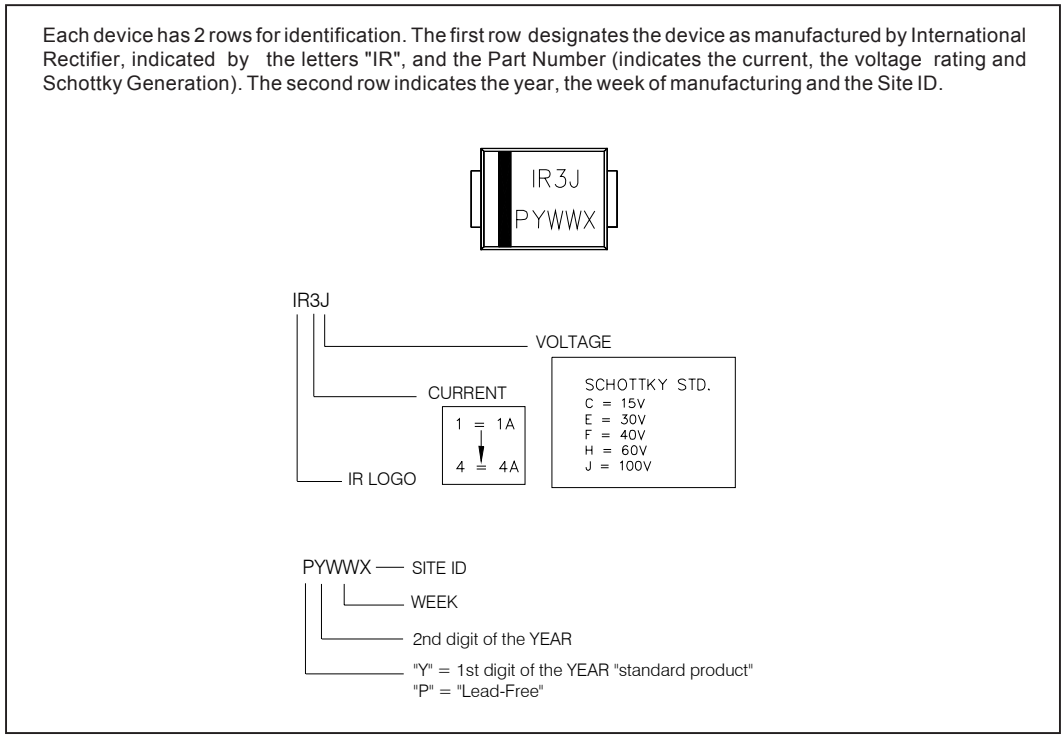 Each device has 2 rows for identification. The first row designates the device as manufactured by International
Rectifier, indicated by the letters "IR", and the Part Number (indicates the current, the voltage rating and
Schottky Generation). The second row indicates the year, the week of manufacturing and the Site ID.
IR3J
PYWWX
IR3J
VOLTAGE
SCHOTTKY STD.
C = 15V
E = 30V
F = 40V
H = 60V
J = 100V
CURRENT
1 = 1A
4 = 4A
IR LOGO
PYWWX
SITE ID
WEEK
2nd digit of the YEAR
"Y" = 1st digit of the YEAR "standard product"
"P" = "Lead-Free"